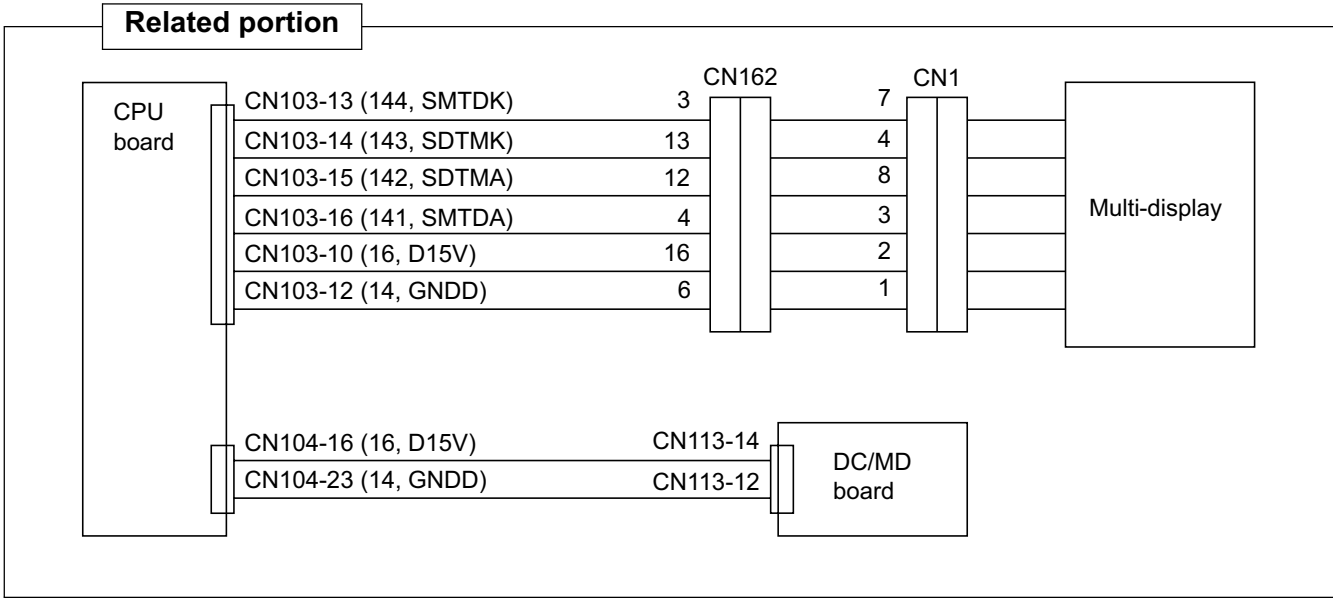 Related portion
CN162
CN1
CPU
board
CN103-13 (144, SMTDK)
3
7
CN103-14 (143, SDTMK)
13
4
CN103-15 (142, SDTMA)
12
8
CN103-16 (141, SMTDA)
4
3
Multi-display
CN103-10 (16, D15V)
16
2
CN103-12 (14, GNDD)
6
1
CN104-16 (16, D15V)
CN113-14
CN104-23 (14, GNDD)
CN113-12
DC/MD
board